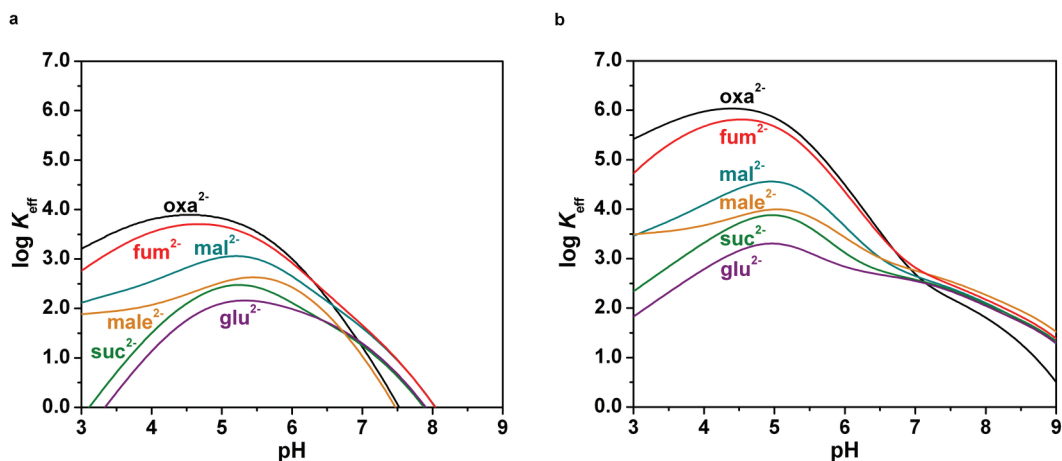 a
7.0
6.0
5.0
4.0
3.0
2.0
1.0
0.0
log K_eff
oxa²⁻
fum²⁻
mal²⁻
male²⁻
suc²⁻
glu²⁻
3 4 5 6 7 8 9
pH
b
7.0
6.0
5.0
4.0
3.0
2.0
1.0
0.0
log K_eff
oxa²⁻
fum²⁻
mal²⁻
male²⁻
suc²⁻
glu²⁻
3 4 5 6 7 8 9
pH